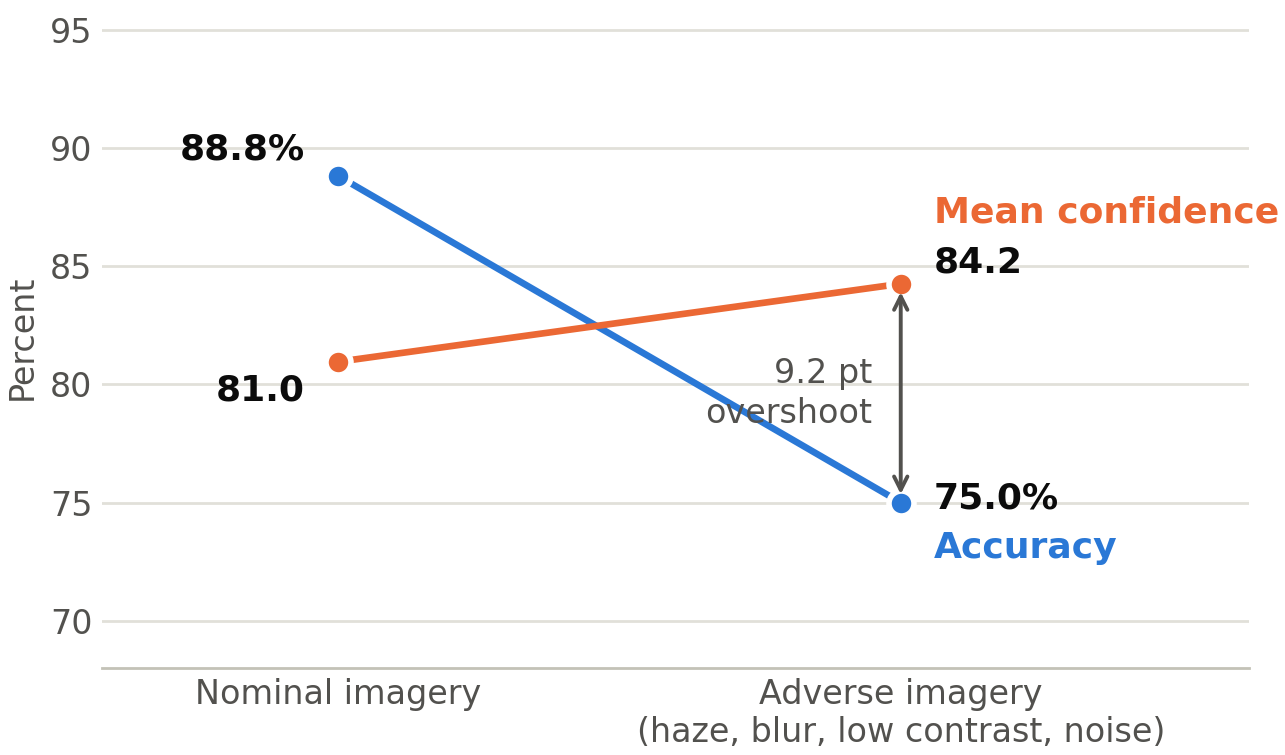 95
90
85
80
75
70
Percent
88.8%
81.0
Mean confidence
84.2
9.2 pt
overshoot
75.0%
Accuracy
Nominal imagery
Adverse imagery
(haze, blur, low contrast, noise)